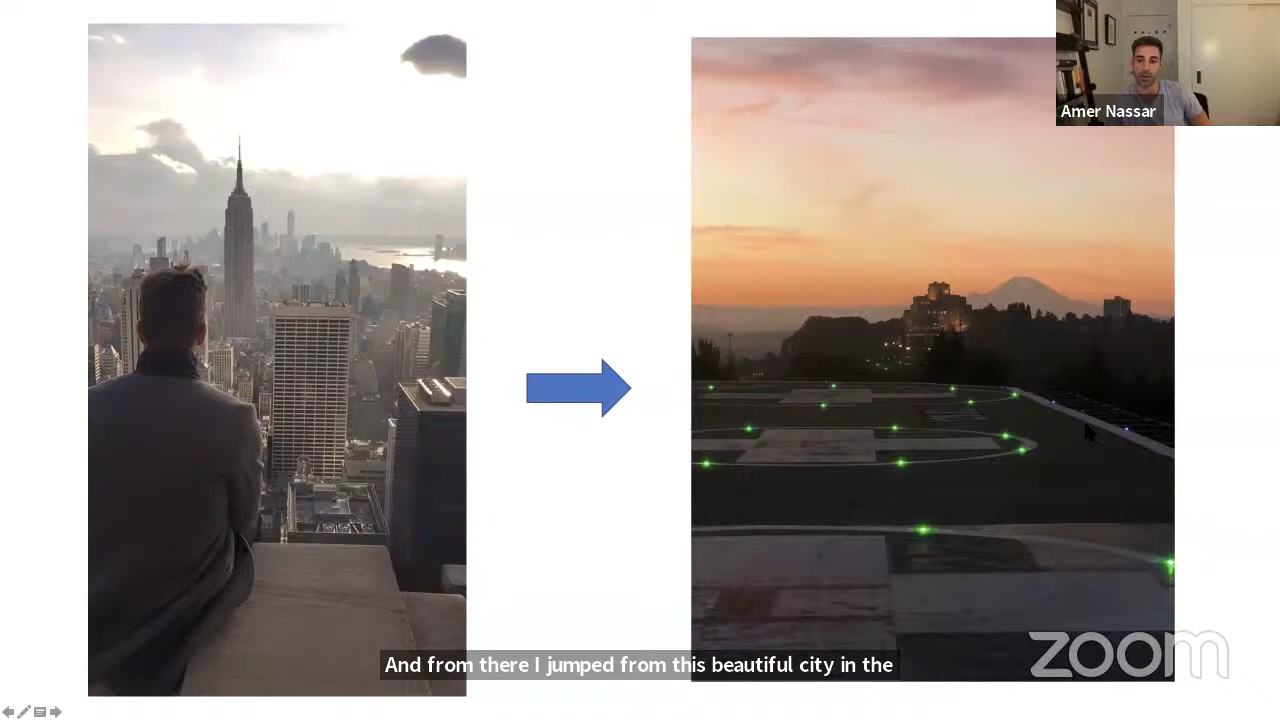 Amer Nassar
And from there I jumped from this beautiful city in the
zoom